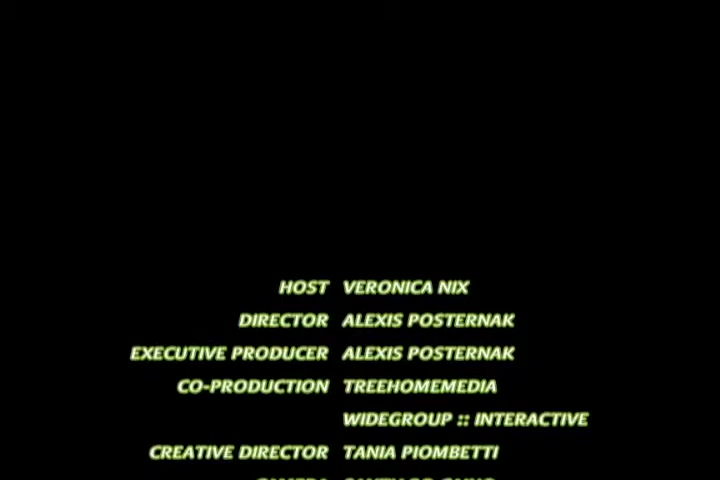 HOST VERONICA NIX
DIRECTOR ALEXIS POSTERNAK
EXECUTIVE PRODUCER ALEXIS POSTERNAK
CO-PRODUCTION TREEHOMEMEDIA
WIDEGROUP :: INTERACTIVE
CREATIVE DIRECTOR TANIA PIOMBETTI